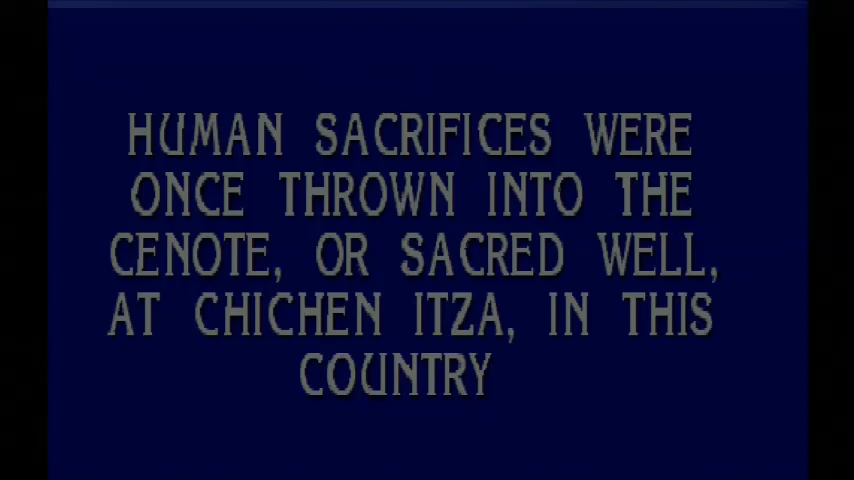 HUMAN SACRIFICES WERE
ONCE THROWN INTO THE
CENOTE, OR SACRED WELL,
AT CHICHEN ITZA, IN THIS
COUNTRY